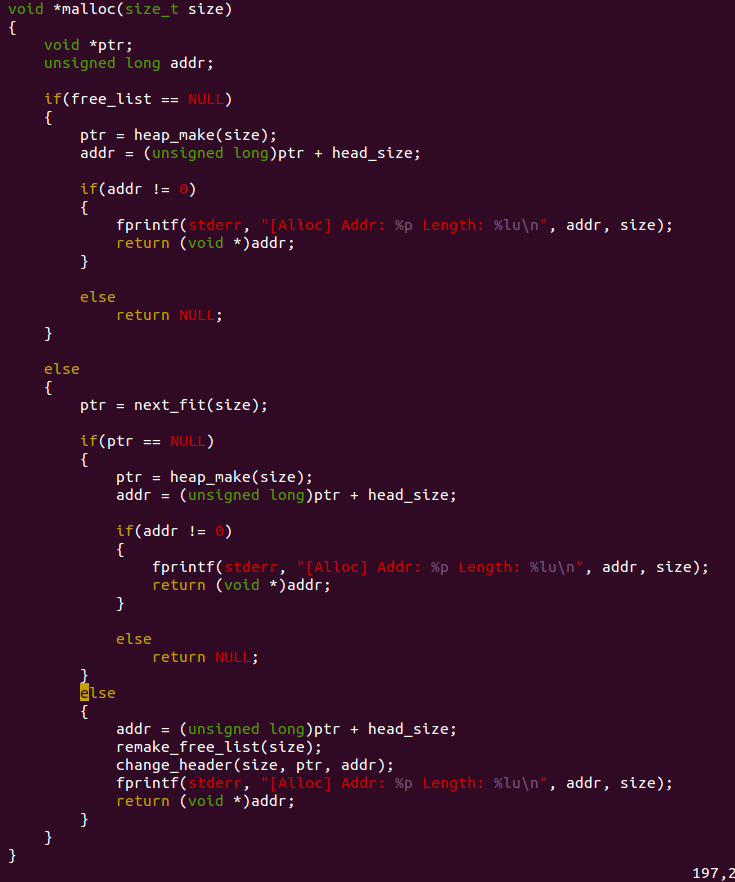 void *malloc(size_t size)
{
    void *ptr;
    unsigned long addr;

    if(free_list == NULL)
    {
        ptr = heap_make(size);
        addr = (unsigned long)ptr + head_size;

        if(addr != 0)
        {
            fprintf(stderr, "[Alloc] Addr: %p Length: %lu\n", addr, size);
            return (void *)addr;
        }

        else
            return NULL;
    }

    else
    {
        ptr = next_fit(size);

        if(ptr == NULL)
        {
            ptr = heap_make(size);
            addr = (unsigned long)ptr + head_size;

            if(addr != 0)
            {
                fprintf(stderr, "[Alloc] Addr: %p Length: %lu\n", addr, size);
                return (void *)addr;
            }

            else
                return NULL;
        }
        else
        {
            addr = (unsigned long)ptr + head_size;
            remake_free_list(size);
            change_header(size, ptr, addr);
            fprintf(stderr, "[Alloc] Addr: %p Length: %lu\n", addr, size);
            return (void *)addr;
        }
    }
}
197,2